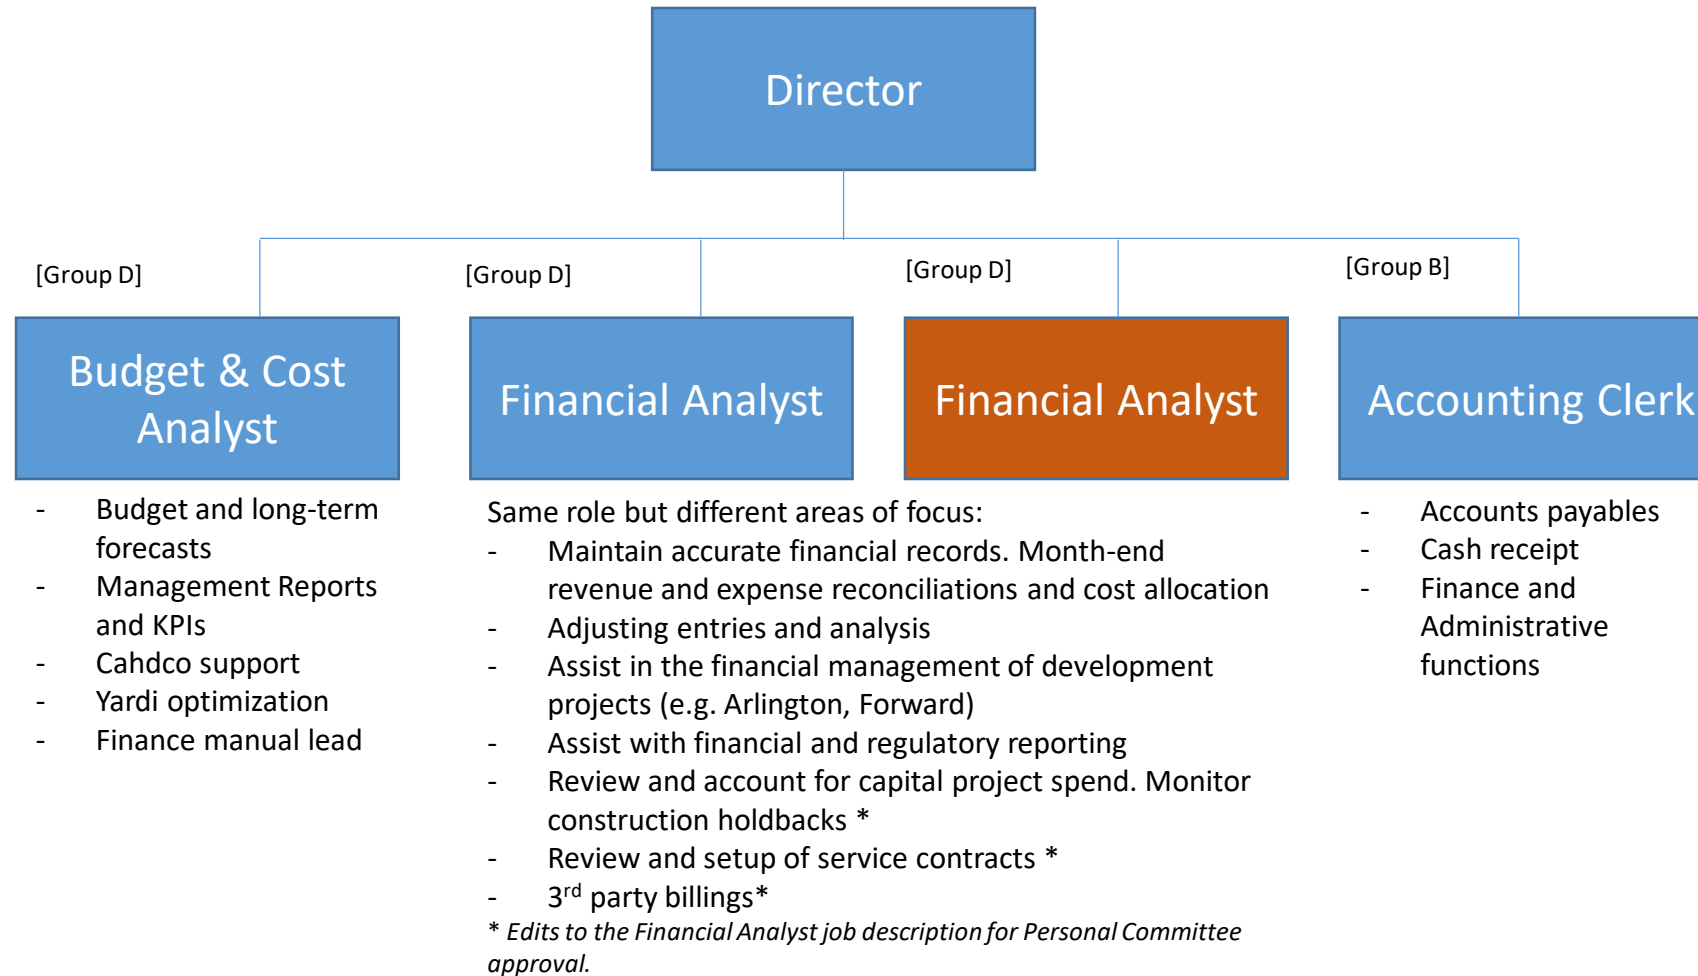 Director
[Group D]
[Group D]
[Group D]
[Group B]
Budget & Cost
Analyst
Financial Analyst
Financial Analyst
Accounting Clerk
- Budget and long-term
forecasts
- Management Reports
and KPIs
- Cahdco support
- Yardi optimization
- Finance manual lead
Same role but different areas of focus:
- Maintain accurate financial records. Month-end
revenue and expense reconciliations and cost allocation
- Adjusting entries and analysis
- Assist in the financial management of development
projects (e.g. Arlington, Forward)
- Assist with financial and regulatory reporting
- Review and account for capital project spend. Monitor
construction holdbacks *
- Review and setup of service contracts *
- 3rd party billings*
* Edits to the Financial Analyst job description for Personal Committee
approval.
- Accounts payables
- Cash receipt
- Finance and
Administrative
functions